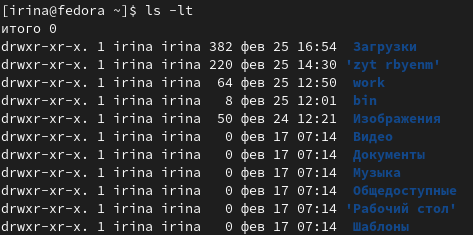 [irina@fedora ~]$ ls -lt
итого 0
drwxr-xr-x. 1 irina irina 382 фев 25 16:54  Загрузки
drwxr-xr-x. 1 irina irina 220 фев 25 14:30 'zyt rbyenm'
drwxr-xr-x. 1 irina irina  64 фев 25 12:50  work
drwxr-xr-x. 1 irina irina   8 фев 25 12:01  bin
drwxr-xr-x. 1 irina irina  50 фев 24 12:21  Изображения
drwxr-xr-x. 1 irina irina   0 фев 17 07:14  Видео
drwxr-xr-x. 1 irina irina   0 фев 17 07:14  Документы
drwxr-xr-x. 1 irina irina   0 фев 17 07:14  Музыка
drwxr-xr-x. 1 irina irina   0 фев 17 07:14  Общедоступные
drwxr-xr-x. 1 irina irina   0 фев 17 07:14 'Рабочий стол'
drwxr-xr-x. 1 irina irina   0 фев 17 07:14  Шаблоны